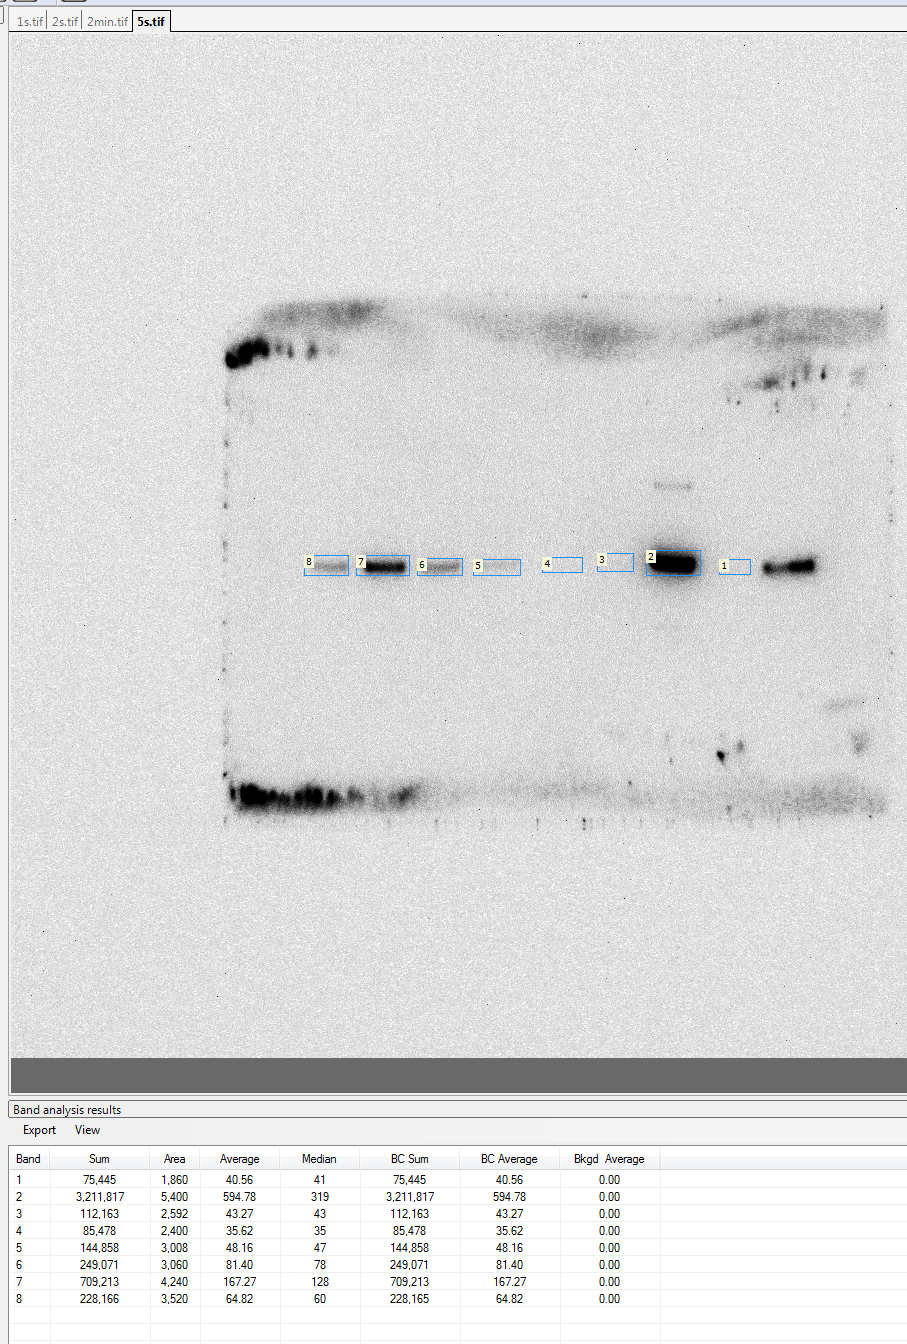 1s.tif 2s.tif 2min.tif 5s.tif
8 7 6 5 4 3 2 1
Band analysis results
Export View
Band Sum Area Average Median BC Sum BC Average Bkgd Average
1 75,445 1,860 40.56 41 75,445 40.56 0.00
2 3,211,817 5,400 594.78 319 3,211,817 594.78 0.00
3 112,163 2,592 43.27 43 112,163 43.27 0.00
4 85,478 2,400 35.62 35 85,478 35.62 0.00
5 144,858 3,008 48.16 47 144,858 48.16 0.00
6 249,071 3,060 81.40 78 249,071 81.40 0.00
7 709,213 4,240 167.27 128 709,213 167.27 0.00
8 228,166 3,520 64.82 60 228,165 64.82 0.00